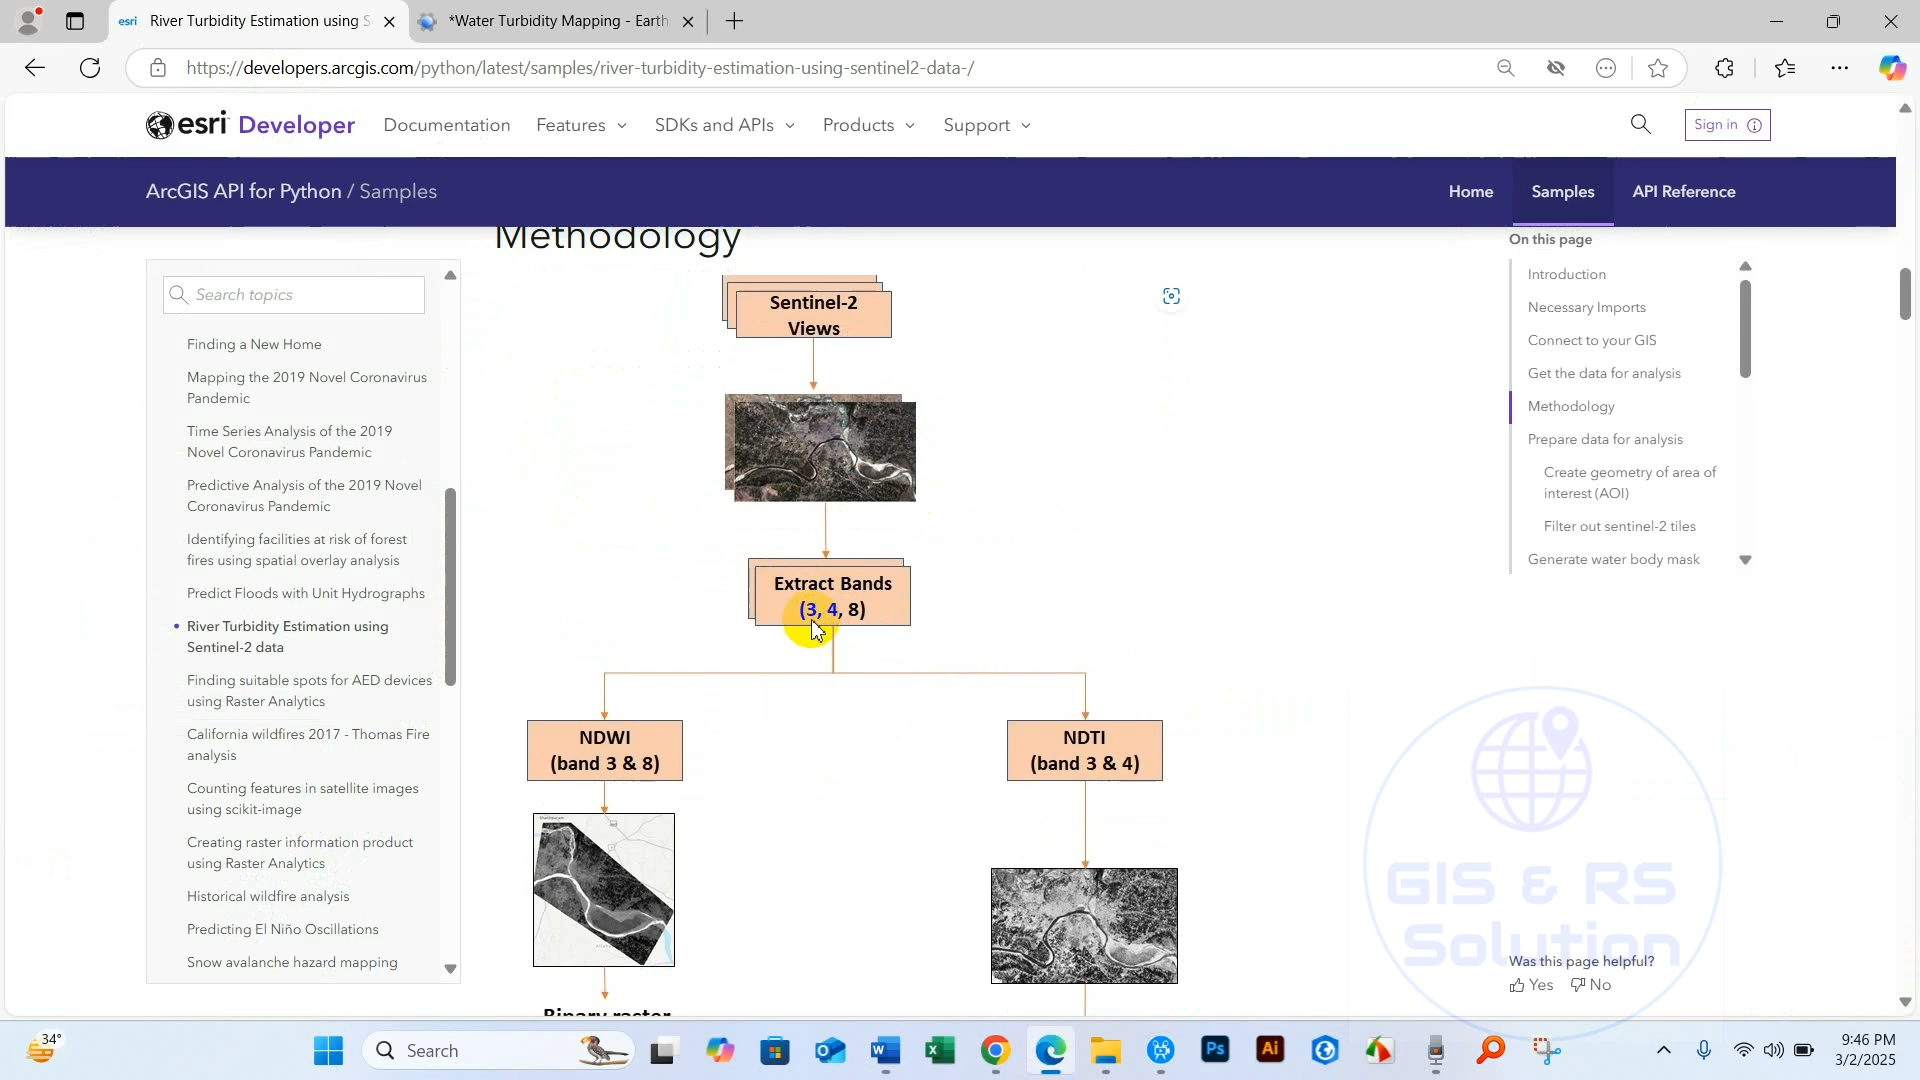 esri River Turbidity Estimation using S
*Water Turbidity Mapping - Earth
https://developers.arcgis.com/python/latest/samples/river-turbidity-estimation-using-sentinel2-data-/
esri Developer Documentation Features SDKs and APIs Products Support Sign in
ArcGIS API for Python / Samples Home Samples API Reference
Search topics
Finding a New Home
Mapping the 2019 Novel Coronavirus
Pandemic
Time Series Analysis of the 2019
Novel Coronavirus Pandemic
Predictive Analysis of the 2019 Novel
Coronavirus Pandemic
Identifying facilities at risk of forest
fires using spatial overlay analysis
Predict Floods with Unit Hydrographs
River Turbidity Estimation using
Sentinel-2 data
Finding suitable spots for AED devices
using Raster Analytics
California wildfires 2017 - Thomas Fire
analysis
Counting features in satellite images
using scikit-image
Creating raster information product
using Raster Analytics
Historical wildfire analysis
Predicting El Niño Oscillations
Snow avalanche hazard mapping
Methodology
Sentinel-2
Views
Extract Bands
(3, 4, 8)
NDWI
(band 3 & 8)
NDTI
(band 3 & 4)
Binary raster
On this page
Introduction
Necessary Imports
Connect to your GIS
Get the data for analysis
Methodology
Prepare data for analysis
Create geometry of area of
interest (AOI)
Filter out sentinel-2 tiles
Generate water body mask
GIS & RS
Solution
Was this page helpful?
Yes No
34°
Search
Ps
Ai
9:46 PM
3/2/2025